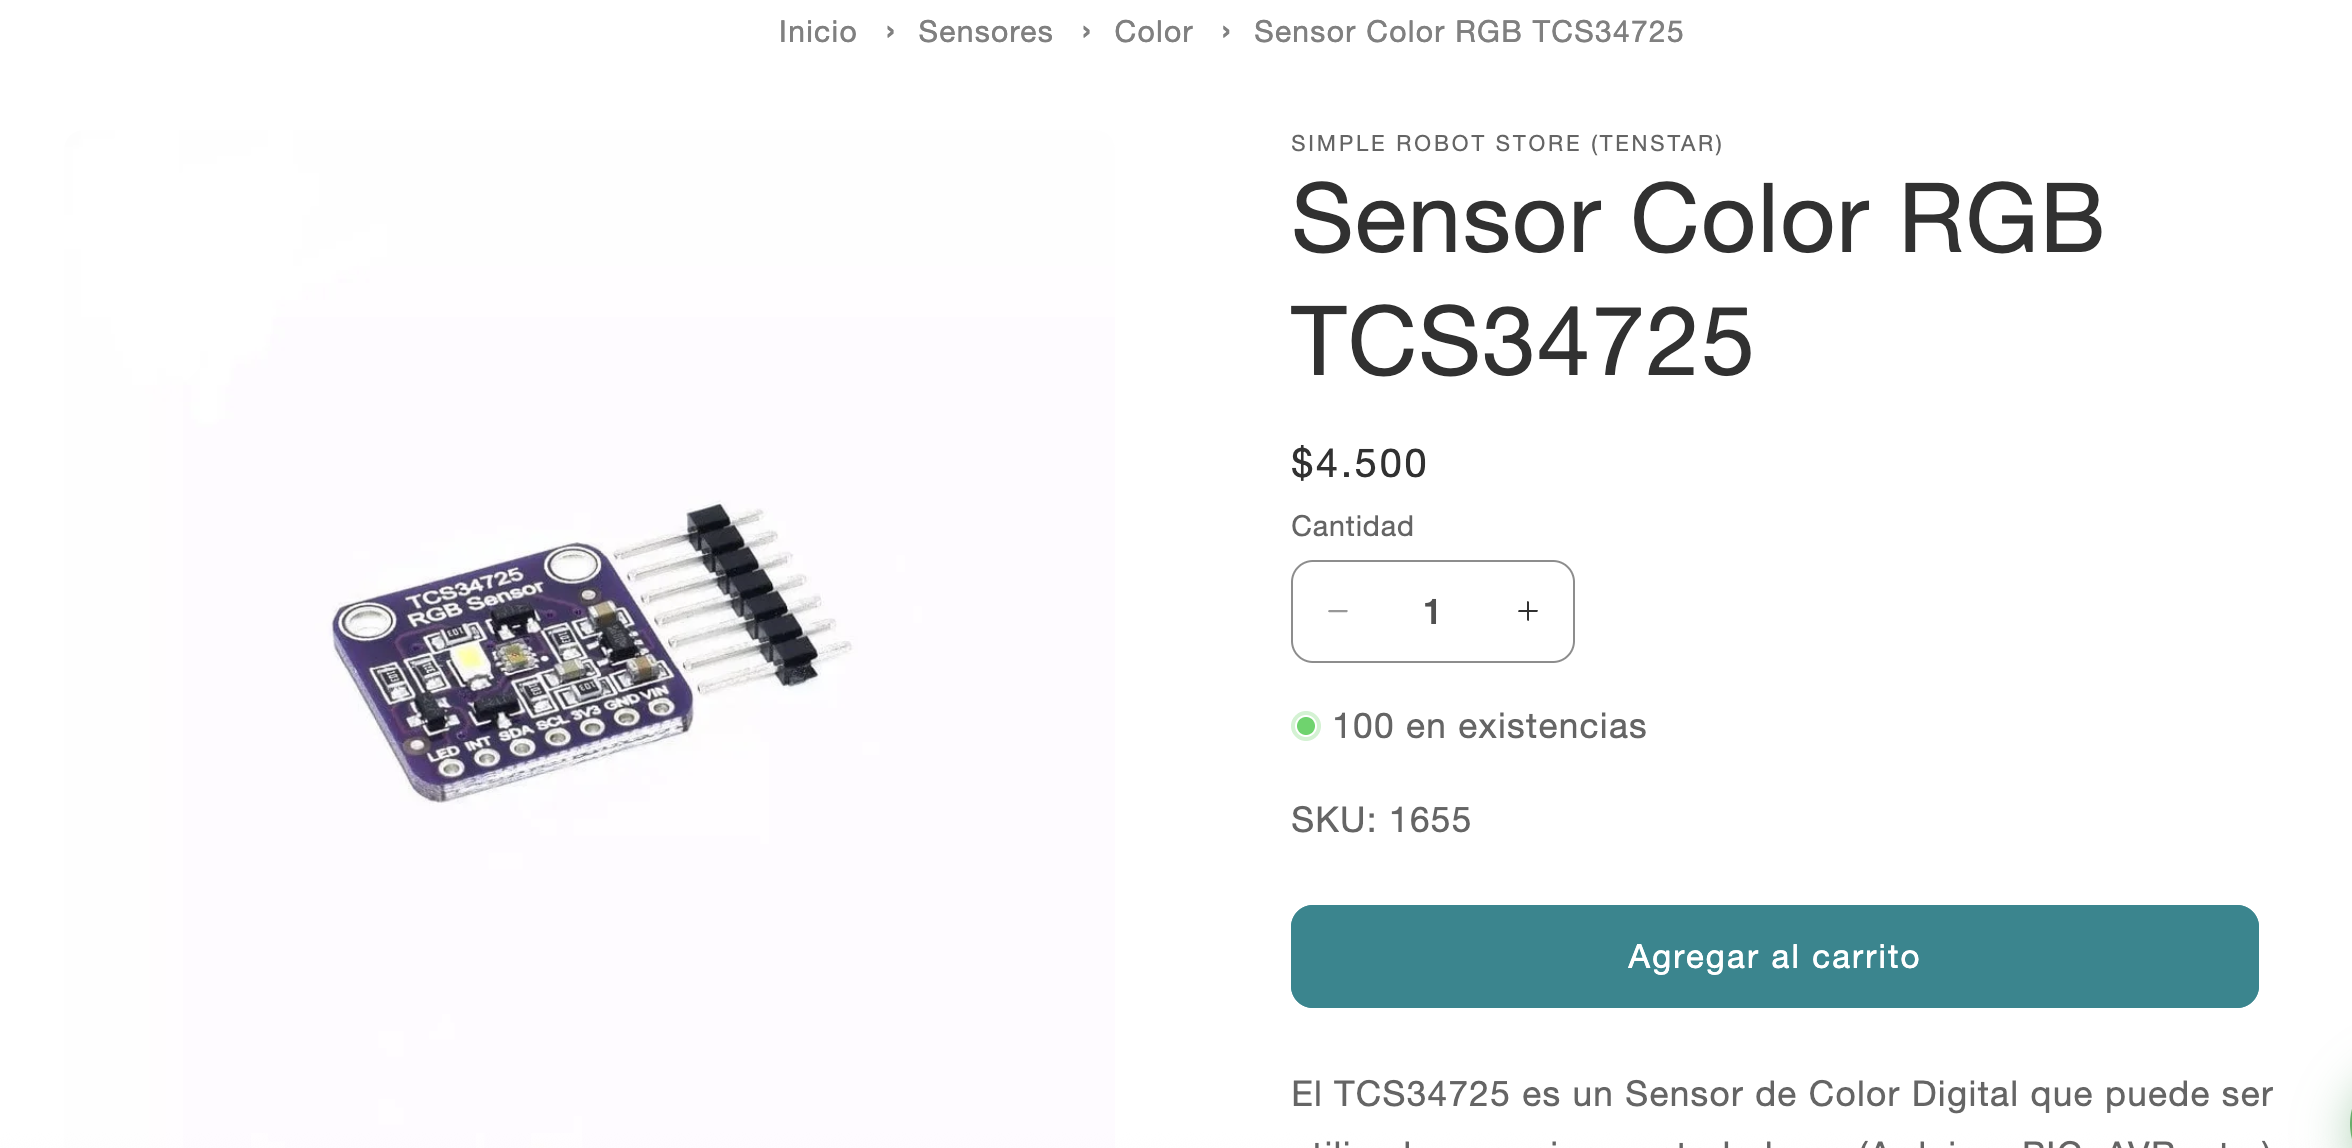 Inicio › Sensores › Color › Sensor Color RGB TCS34725
SIMPLE ROBOT STORE (TENSTAR)
Sensor Color RGB
TCS34725
$4.500
Cantidad
− 1 +
100 en existencias
SKU: 1655
Agregar al carrito
El TCS34725 es un Sensor de Color Digital que puede ser
TCS34725
RGB Sensor
103
103
LED INT SDA SCL 3V3 GND VIN